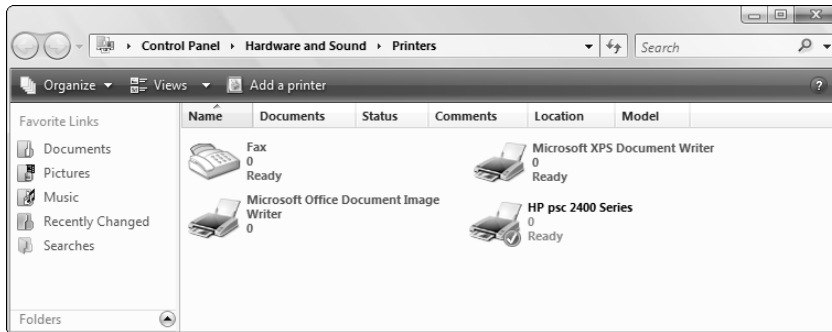 Control Panel ▸ Hardware and Sound ▸ Printers
Search
Organize
Views
Add a printer
?
Favorite Links
Documents
Pictures
Music
Recently Changed
Searches
Folders
Name Documents Status Comments Location Model
Fax
0
Ready
Microsoft XPS Document Writer
0
Ready
Microsoft Office Document Image
Writer
0
HP psc 2400 Series
0
Ready